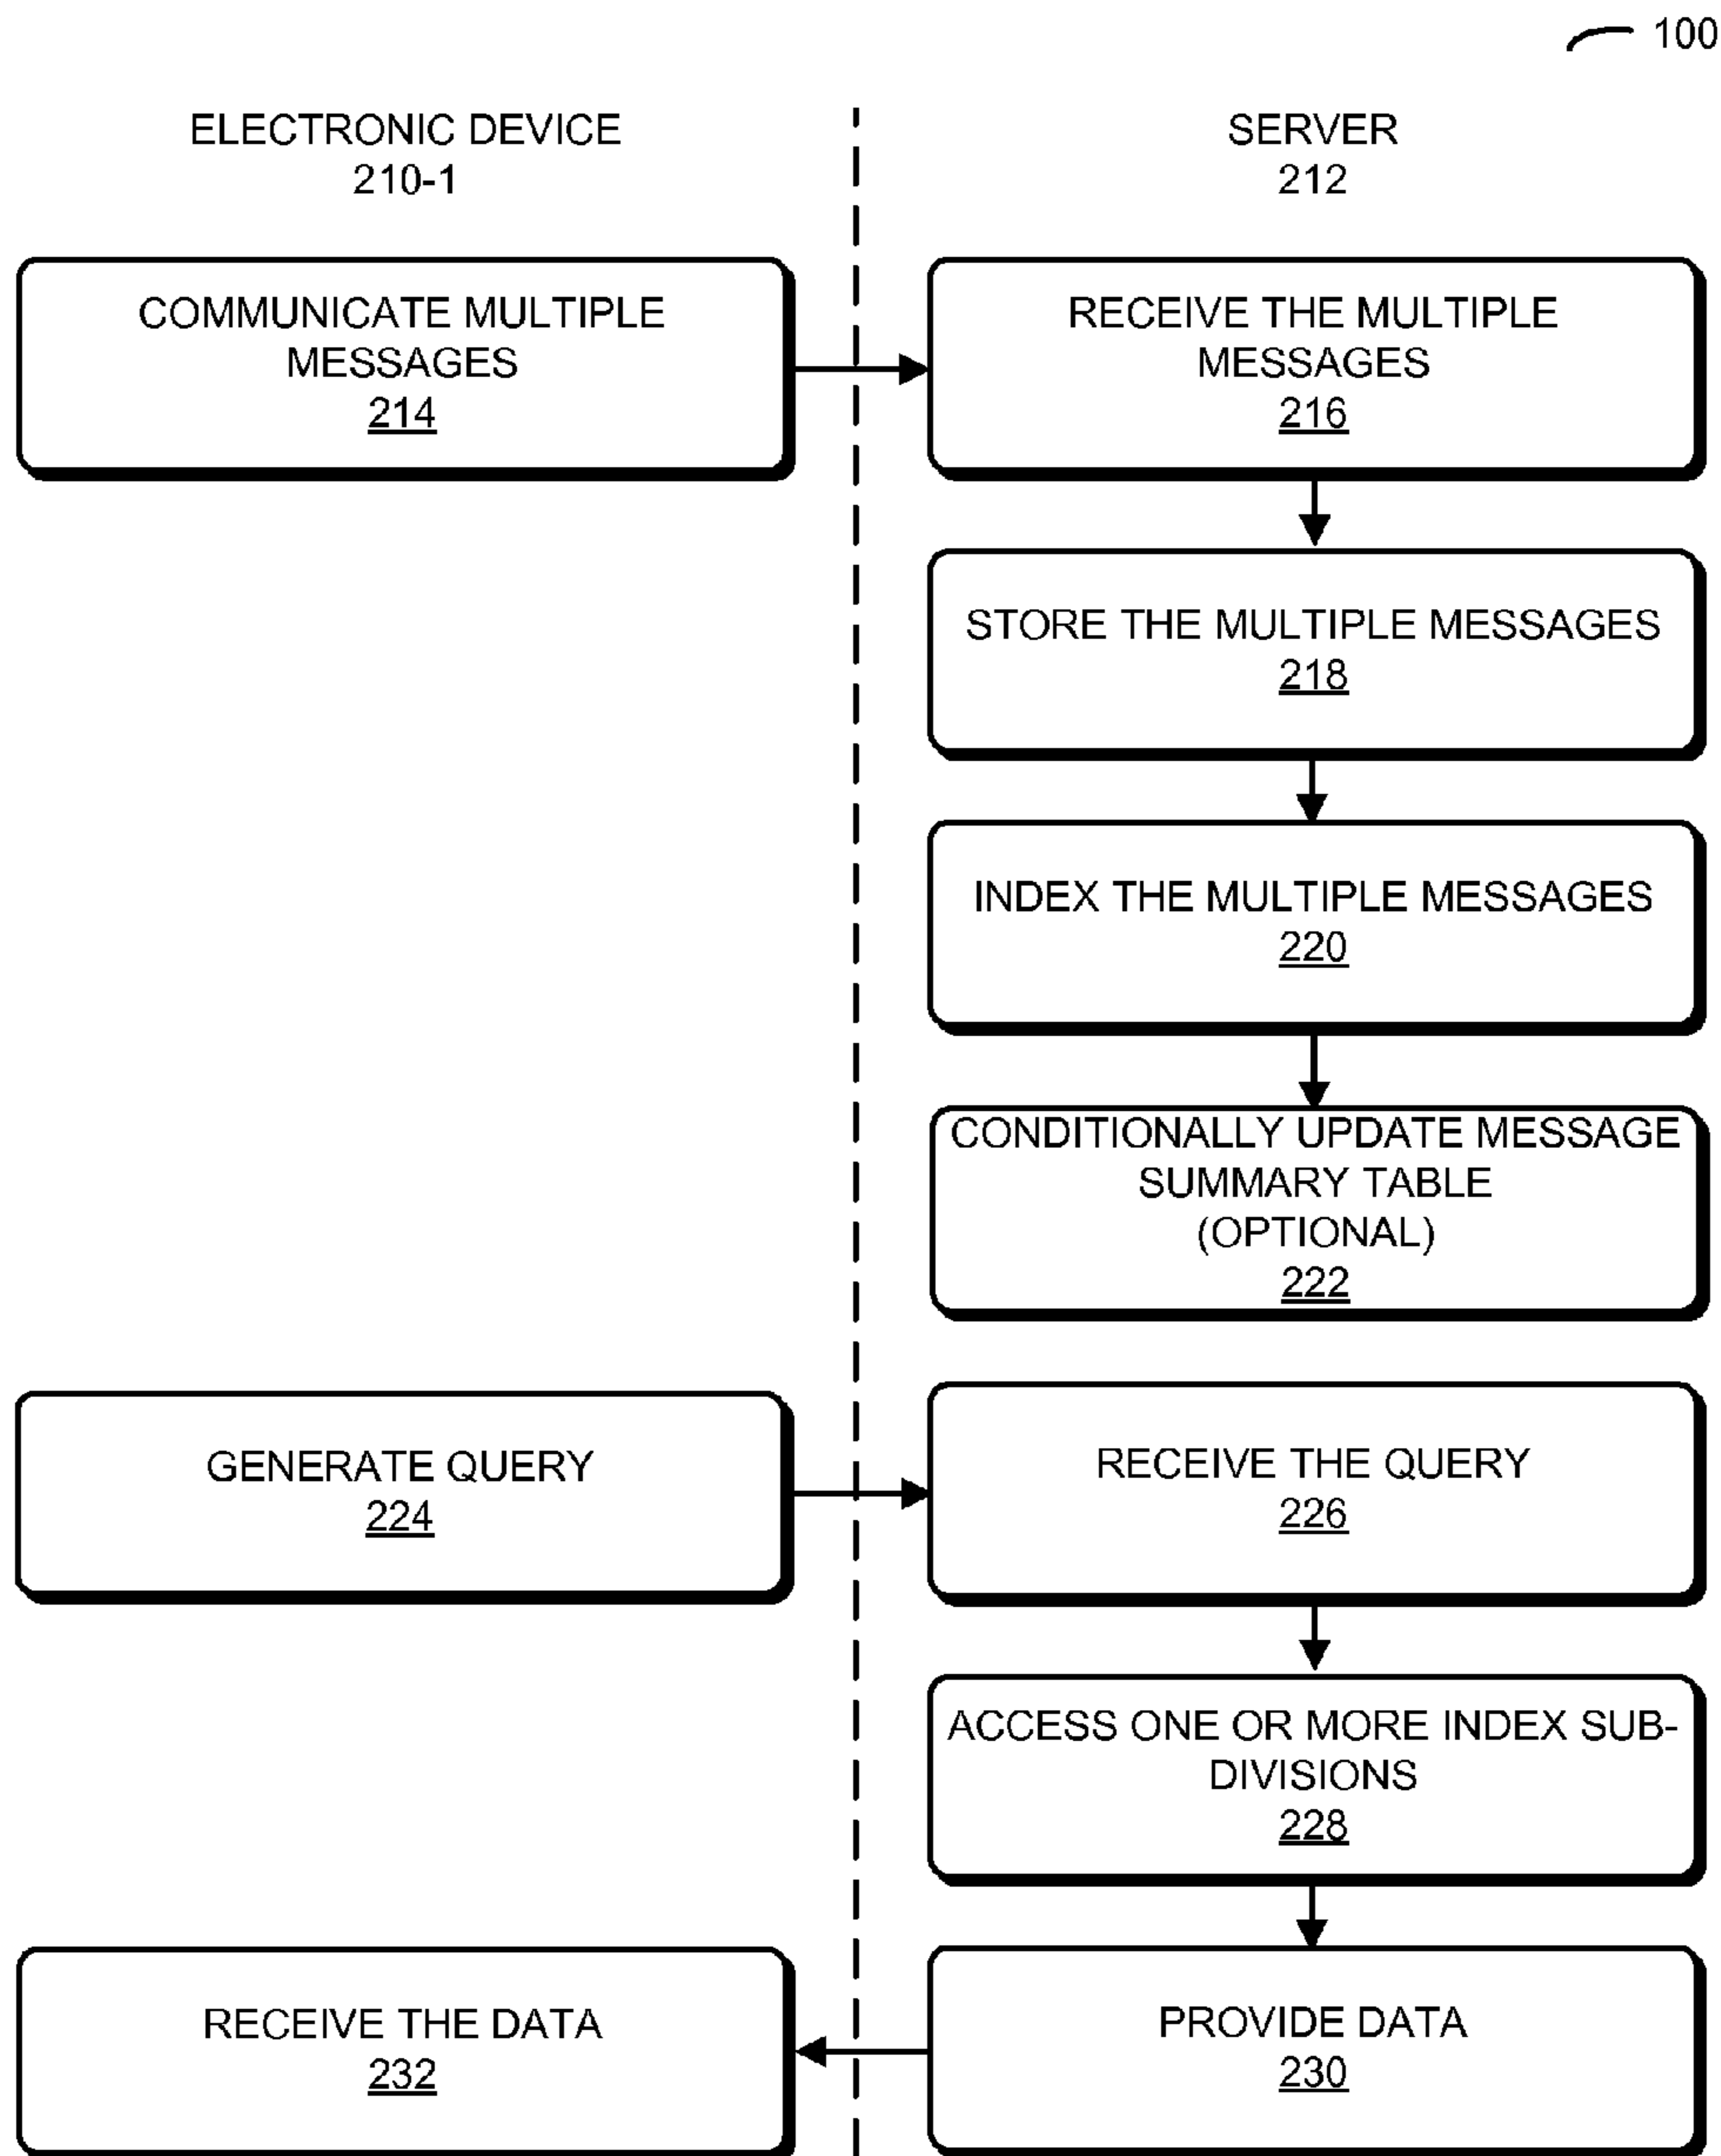 100
ELECTRONIC DEVICE
210-1
SERVER
212
COMMUNICATE MULTIPLE
MESSAGES
214
RECEIVE THE MULTIPLE
MESSAGES
216
STORE THE MULTIPLE MESSAGES
218
INDEX THE MULTIPLE MESSAGES
220
CONDITIONALLY UPDATE MESSAGE
SUMMARY TABLE
(OPTIONAL)
222
GENERATE QUERY
224
RECEIVE THE QUERY
226
ACCESS ONE OR MORE INDEX SUB-
DIVISIONS
228
RECEIVE THE DATA
232
PROVIDE DATA
230